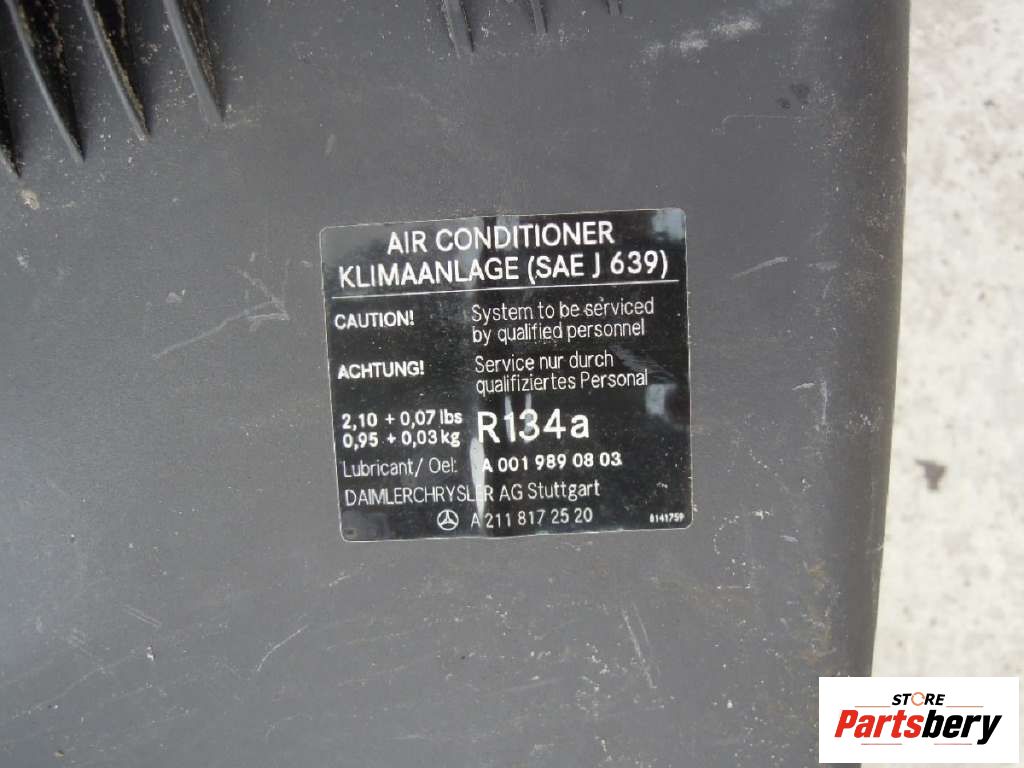 AIR CONDITIONER
KLIMAANLAGE (SAE J 639)
CAUTION! System to be serviced
by qualified personnel
ACHTUNG! Service nur durch
qualifiziertes Personal
2,10 + 0,07 lbs
0,95 + 0,03 kg R134a
Lubricant/ Oel: A 001 989 08 03
DAIMLERCHRYSLER AG Stuttgart
A 211 817 25 20 8141759
STORE
Partsbery